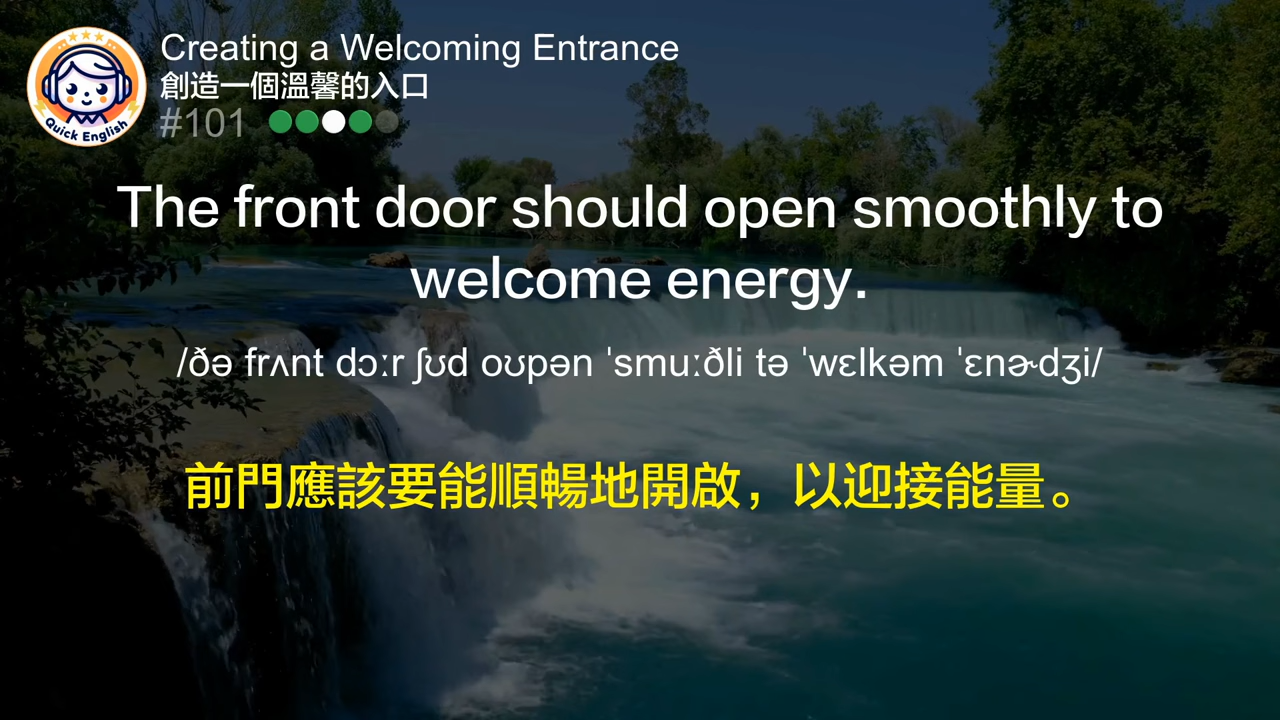 Quick English
Creating a Welcoming Entrance
創造一個溫馨的入口
#101
The front door should open smoothly to
welcome energy.
/ðə frʌnt dɔːr ʃʊd oʊpən ˈsmuːðli tə ˈwɛlkəm ˈɛnɚdʒi/
前門應該要能順暢地開啟，以迎接能量。